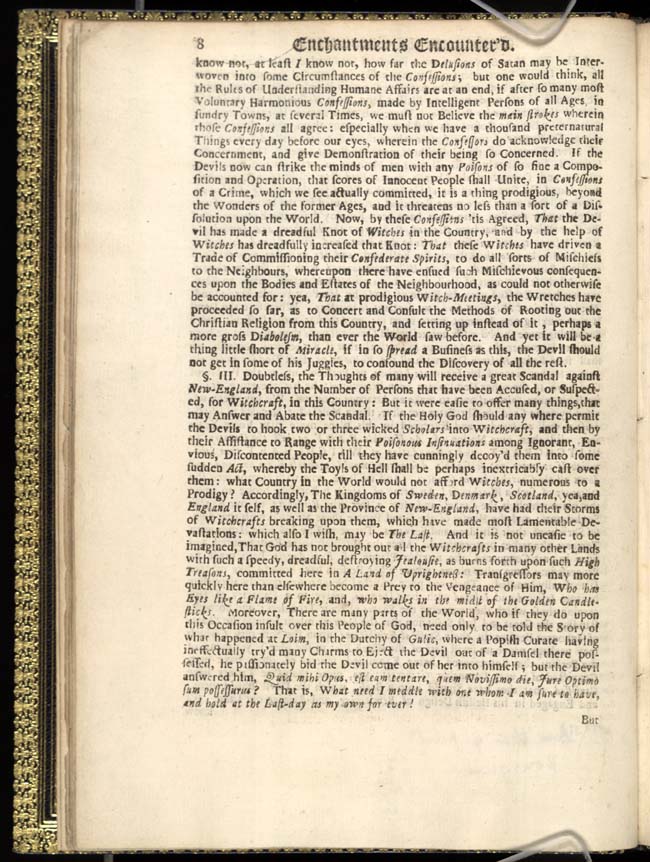 8 Enchantments Encounter'd.
know not, at leaſt I know not, how far the Deluſions of Satan may be Inter-
woven into ſome Circumſtances of the Confeſſions; but one would think, all
the Rules of Underſtanding Humane Affairs are at an end, if after ſo many moſt
Voluntary Harmonious Confeſſions, made by Intelligent Perſons of all Ages, in
ſundry Towns, at ſeveral Times, we muſt not Believe the main ſtrokes wherein
thoſe Confeſſions all agree: eſpecially when we have a thouſand preternatural
Things every day before our eyes, wherein the Confeſſors do acknowledge their
Concernment, and give Demonſtration of their being ſo Concerned. If the
Devils now can ſtrike the minds of men with any Poiſons of ſo fine a Compo-
ſition and Operation, that ſcores of Innocent People ſhall Unite, in Confeſſions
of a Crime, which we ſee actually committed, it is a thing prodigious, beyond
the Wonders of the former Ages, and it threatens no leſs than a ſort of a Diſ-
ſolution upon the World. Now, by theſe Confeſſions 'tis Agreed, That the De-
vil has made a dreadful Knot of Witches in the Country, and by the help of
Witches has dreadfully increaſed that Knot: That theſe Witches have driven a
Trade of Commiſſioning their Confederate Spirits, to do all ſorts of Miſchiefs
to the Neighbours, whereupon there have enſued ſuch Miſchievous conſequen-
ces upon the Bodies and Eſtates of the Neighbourhood, as could not otherwiſe
be accounted for: yea, That at prodigious Witch-Meetings, the Wretches have
proceeded ſo far, as to Concert and Conſult the Methods of Rooting out the
Chriſtian Religion from this Country, and ſetting up inſtead of it, perhaps a
more groſs Diaboleſm, than ever the World ſaw before. And yet it will be a
thing little ſhort of Miracle, if in ſo ſpread a Buſineſs as this, the Devil ſhould
not get in ſome of his Juggles, to confound the Diſcovery of all the reſt.
§. III. Doubtleſs, the Thoughts of many will receive a great Scandal againſt
New-England, from the Number of Perſons that have been Accuſed, or Suſpect-
ed, for Witchcraft, in this Country: But it were eaſie to offer many things,that
may Anſwer and Abate the Scandal. If the Holy God ſhould any where permit
the Devils to hook two or three wicked Scholars into Witchcraft, and then by
their Aſſiſtance to Range with their Poiſonous Inſinuations among Ignorant, En-
vious, Diſcontented People, till they have cunningly decoy'd them into ſome
ſudden Act, whereby the Toyls of Hell ſhall be perhaps inextricably caſt over
them: what Country in the World would not afford Witches, numerous to a
Prodigy? Accordingly, The Kingdoms of Sweden, Denmark, Scotland, yea,and
England it ſelf, as well as the Province of New-England, have had their Storms
of Witchcrafts breaking upon them, which have made moſt Lamentable De-
vaſtations: which alſo I wiſh, may be The Laſt. And it is not uneaſie to be
imagined,That God has not brought out all the Witchcrafts in many other Lands
with ſuch a ſpeedy, dreadful, deſtroying Jealouſie, as burns forth upon ſuch High
Treaſons, committed here in A Land of Uprightneſs: Tranſgreſſors may more
quickly here than elſewhere become a Prey to the Vengeance of Him, Who has
Eyes like a Flame of Fire, and, who walks in the midſt of the Golden Candle-
ſticks. Moreover, There are many parts of the World, who if they do upon
this Occaſion inſult over this People of God, need only to be told the Story of
what happened at Loim, in the Dutchy of Gulic, where a Popiſh Curate having
ineffectually try'd many Charms to Eject the Devil out of a Damſel there poſ-
ſeſſed, he paſſionately bid the Devil come out of her into himſelf; but the Devil
anſwered him, Quid mihi Opus, eſt eum tentare, quem Noviſſimo die, Jure Optimo
ſum poſſeſſurus? That is, What need I meddle with one whom I am ſure to have,
and hold at the Laſt-day as my own for ever!
But